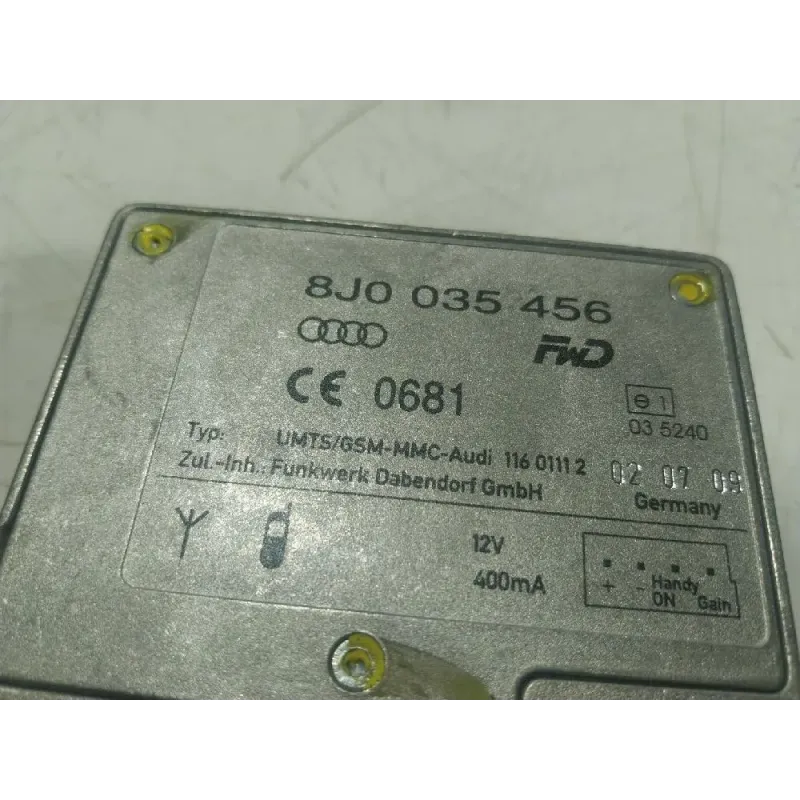 8J0 035 456
FWD
CE 0681
e 1
03 5240
Typ: UMTS/GSM-MMC-Audi 116 0111 2
Zul.-Inh.: Funkwerk Dabendorf GmbH
02 07 09
Germany
12V
400mA
+ - Handy ON Gain